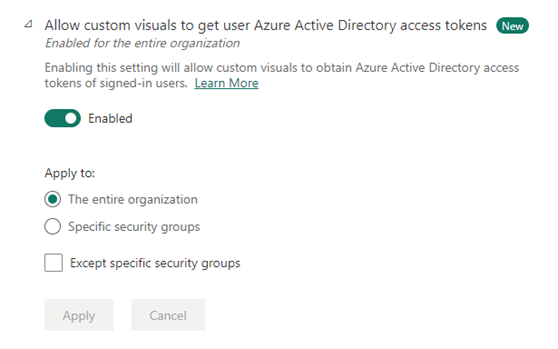 Allow custom visuals to get user Azure Active Directory access tokens New
Enabled for the entire organization
Enabling this setting will allow custom visuals to obtain Azure Active Directory access
tokens of signed-in users. Learn More
Enabled
Apply to:
The entire organization
Specific security groups
Except specific security groups
Apply Cancel